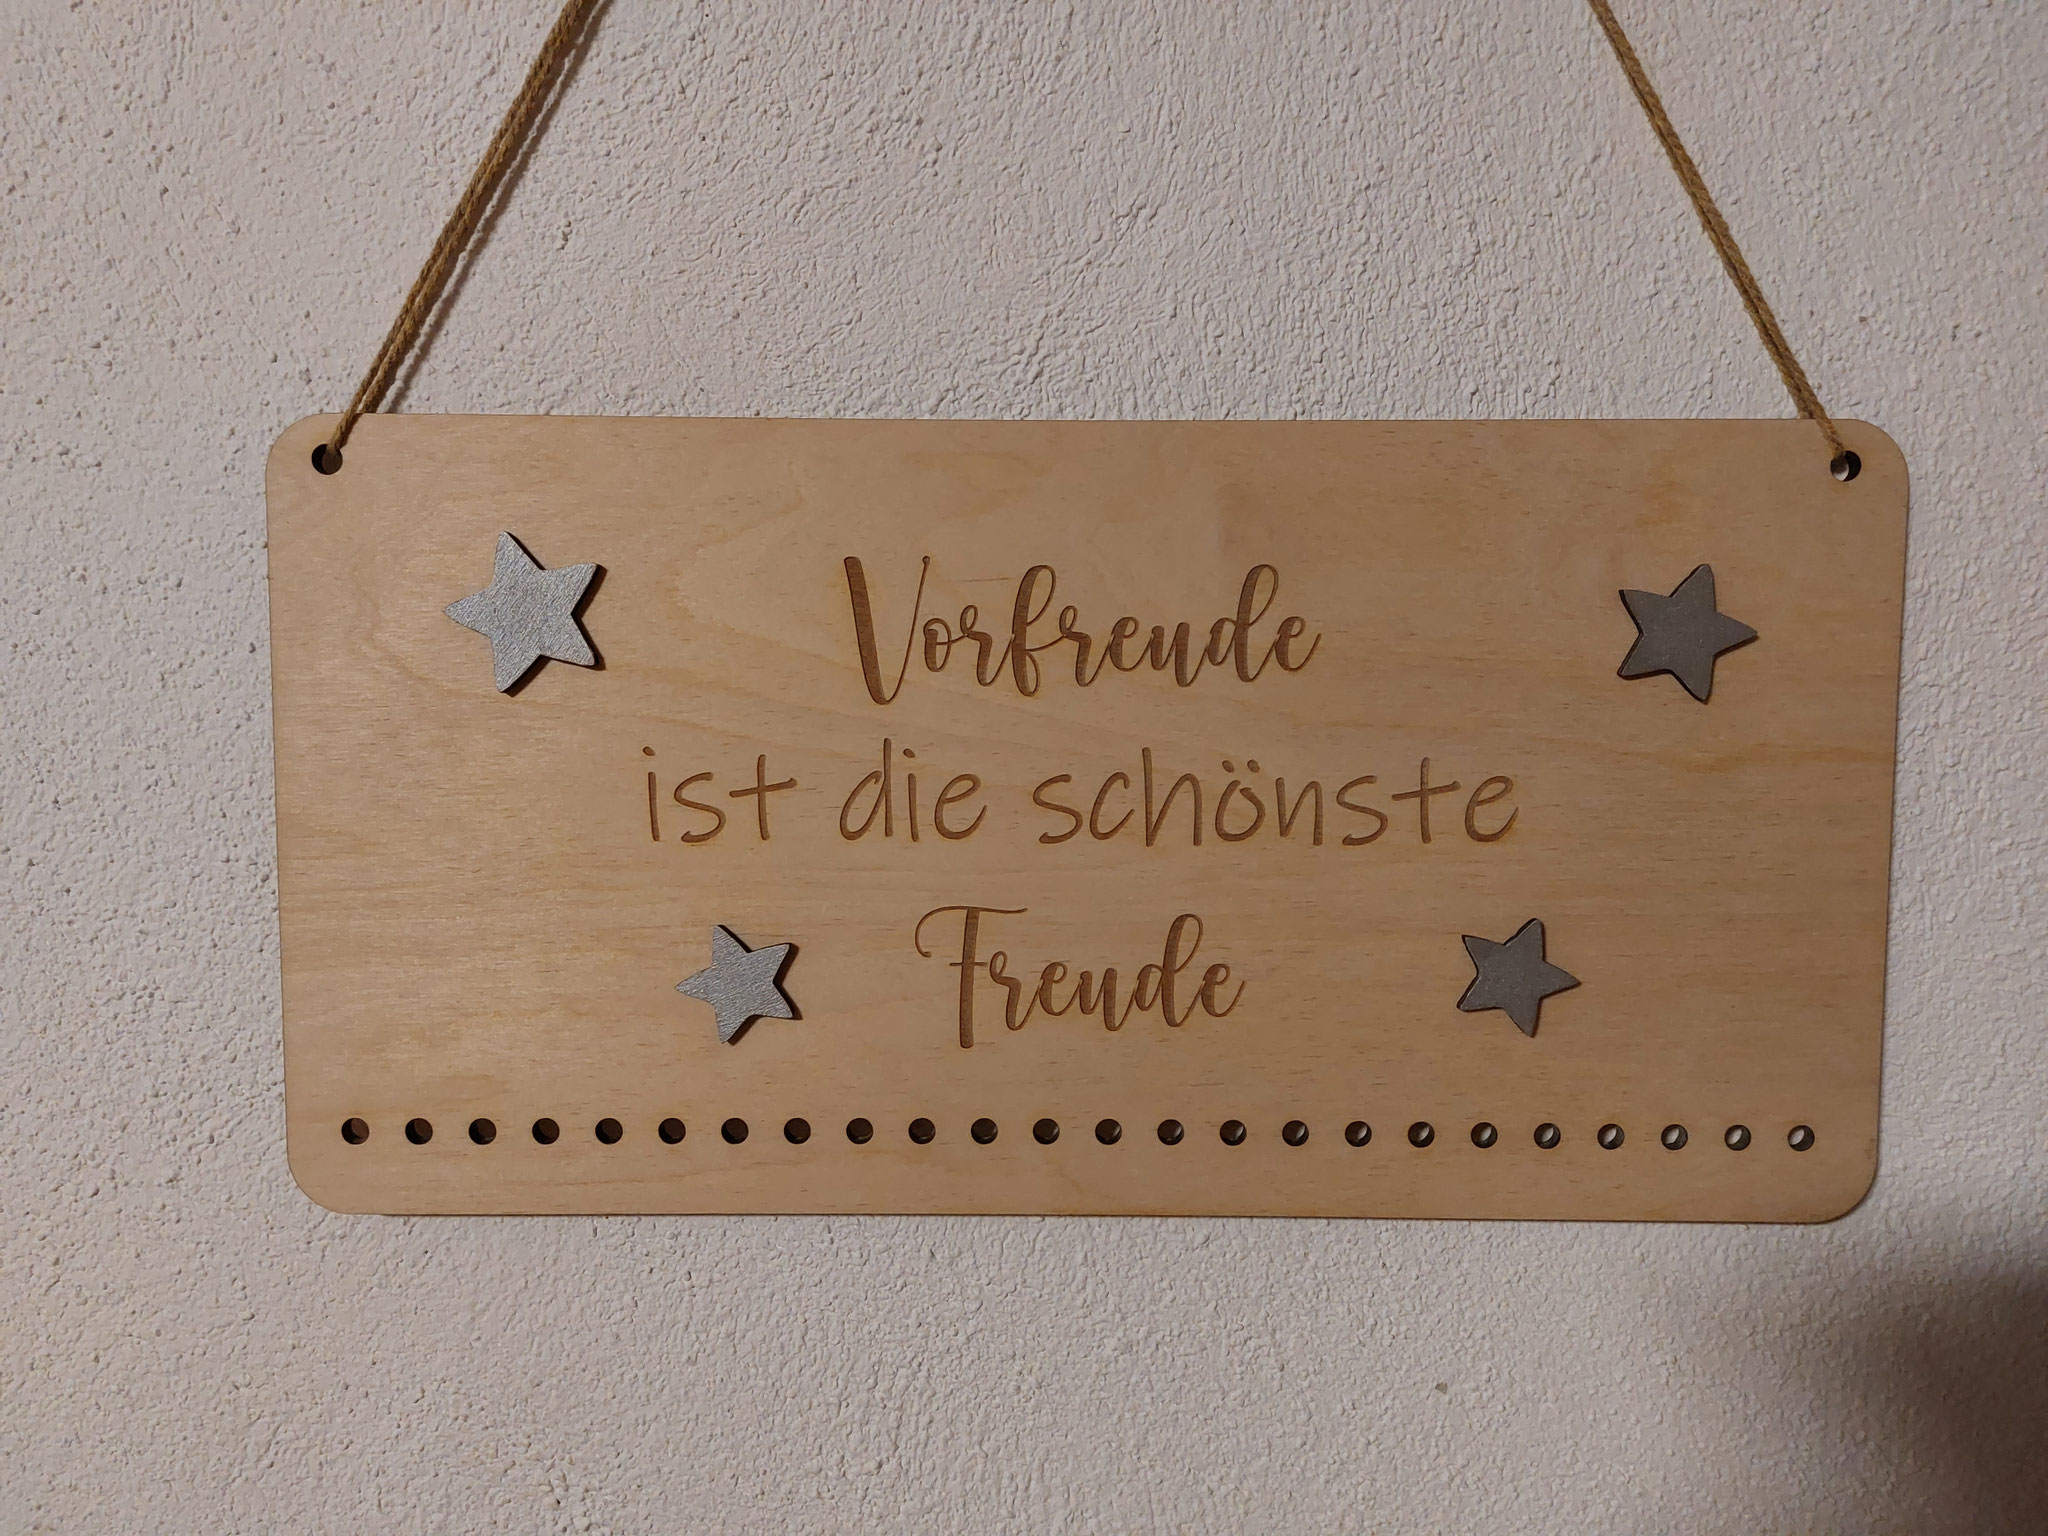 Vorfreude
ist die schönste
Freude